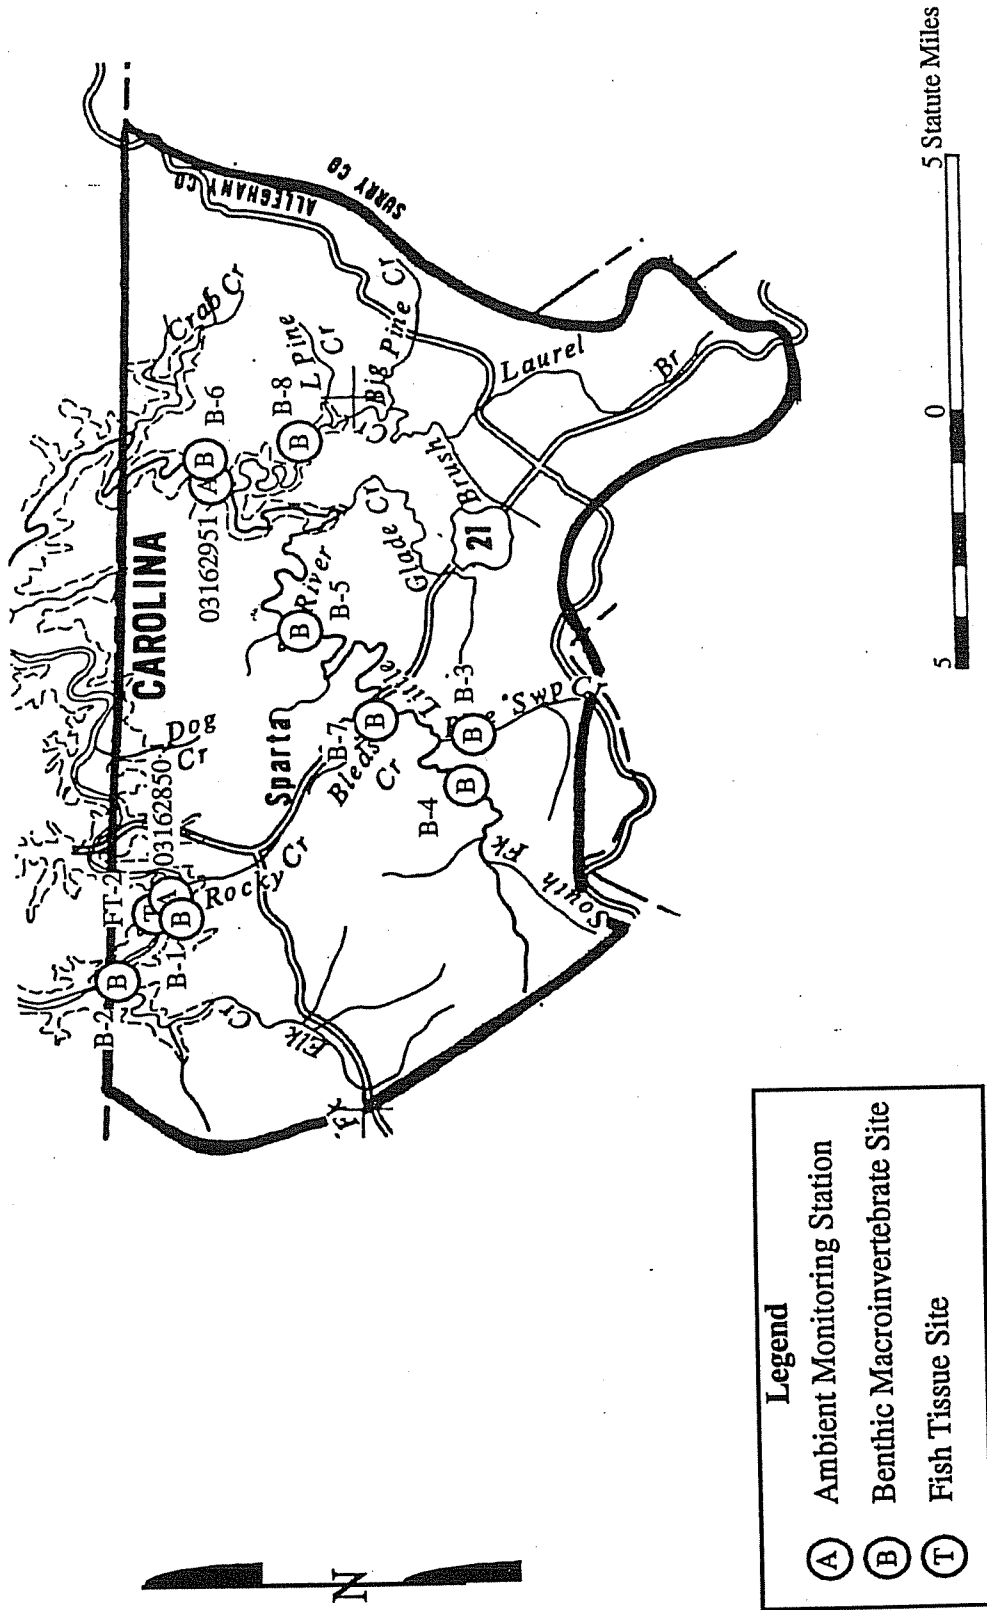 CAROLINA
B-2
FT-2
03162850
B-1
Dog
Cr
Rocky Cr
Elk
Cr
Sparta
B-7
Bleds
Cr
Little
River
B-5
B-4
B-3
Swp Cr
South Fk
03162951
B-6
Crab Cr
B-8
L Pine
Cr
Big Pine Cr
Glade Cr
Brush
Cr
Laurel
Br
21
ALLEGHANY CO
SURRY CO
B
T
A
B
B
B
B
B
A
B
B
N
5
0
5 Statute Miles
Legend
A Ambient Monitoring Station
B Benthic Macroinvertebrate Site
T Fish Tissue Site